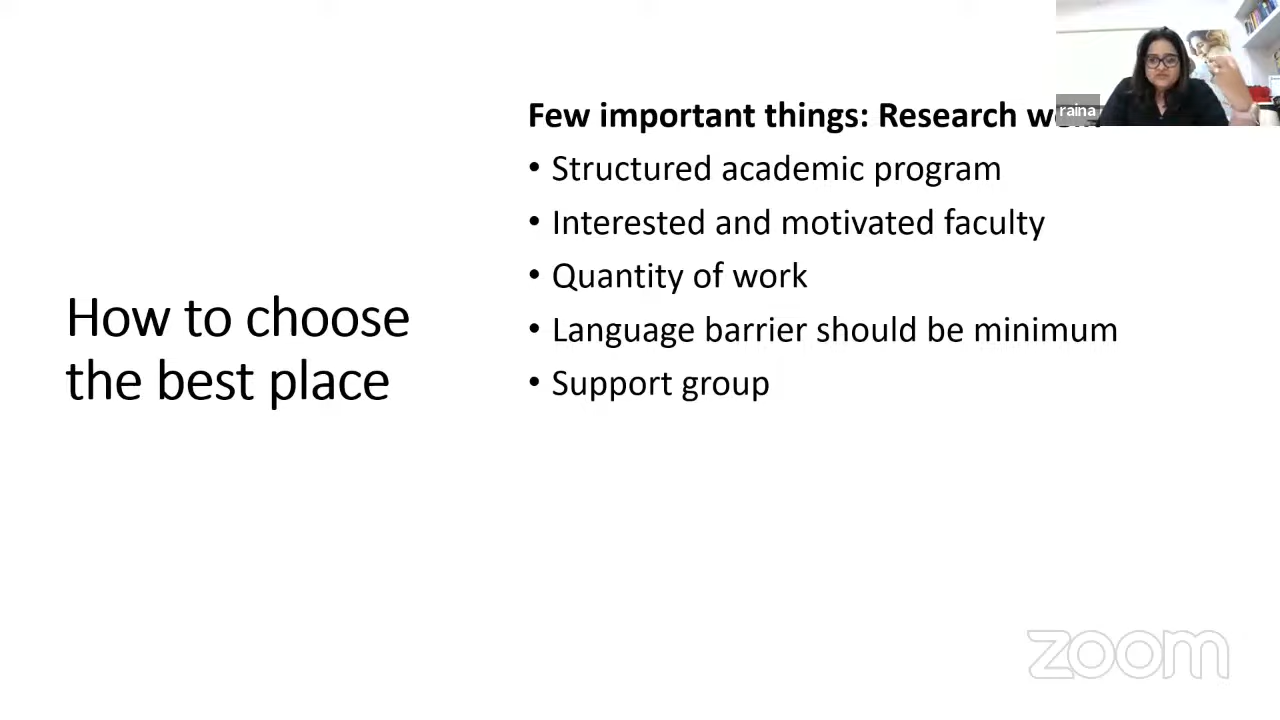 How to choose
the best place
Few important things: Research
• Structured academic program
• Interested and motivated faculty
• Quantity of work
• Language barrier should be minimum
• Support group
raina
zoom